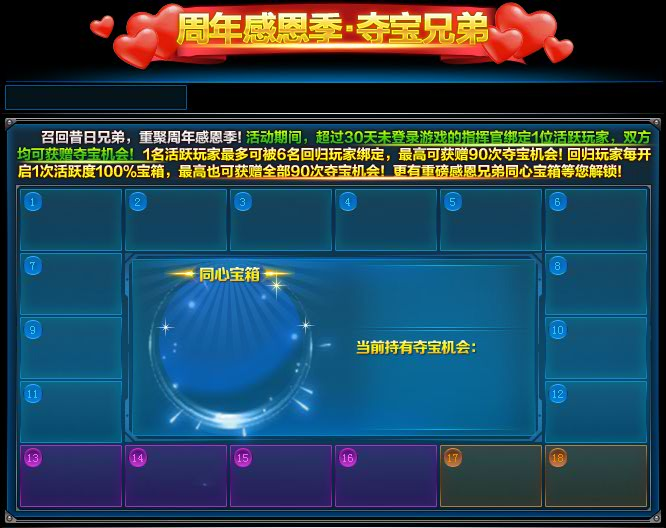 周年感恩季·夺宝兄弟
召回昔日兄弟，重聚周年感恩季! 活动期间，超过30天未登录游戏的指挥官绑定1位活跃玩家，双方
均可获赠夺宝机会！1名活跃玩家最多可被6名回归玩家绑定，最高可获赠90次夺宝机会! 回归玩家每开
启1次活跃度100%宝箱，最高也可获赠全部90次夺宝机会！更有重磅感恩兄弟同心宝箱等您解锁!
1 2 3 4 5 6
7 8
同心宝箱
9 10
当前持有夺宝机会：
11 12
13 14 15 16 17 18